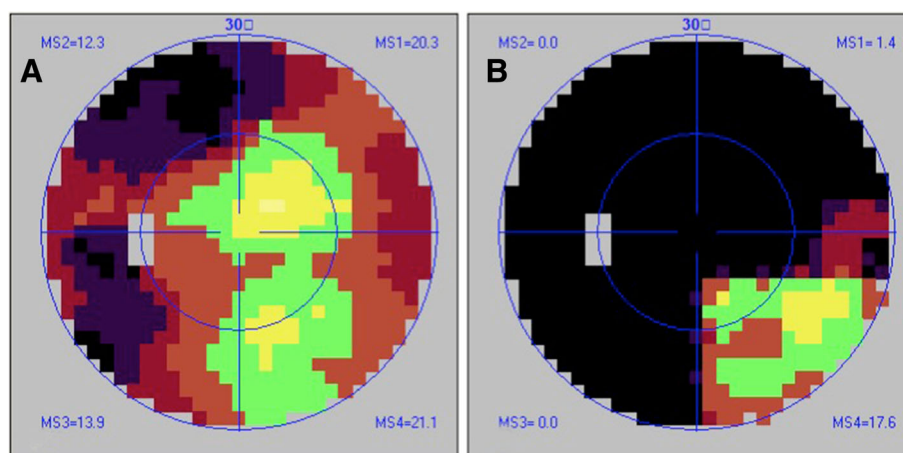 A
30□
MS2=12.3
MS1=20.3
MS3=13.9
MS4=21.1
B
30□
MS2= 0.0
MS1= 1.4
MS3= 0.0
MS4=17.6